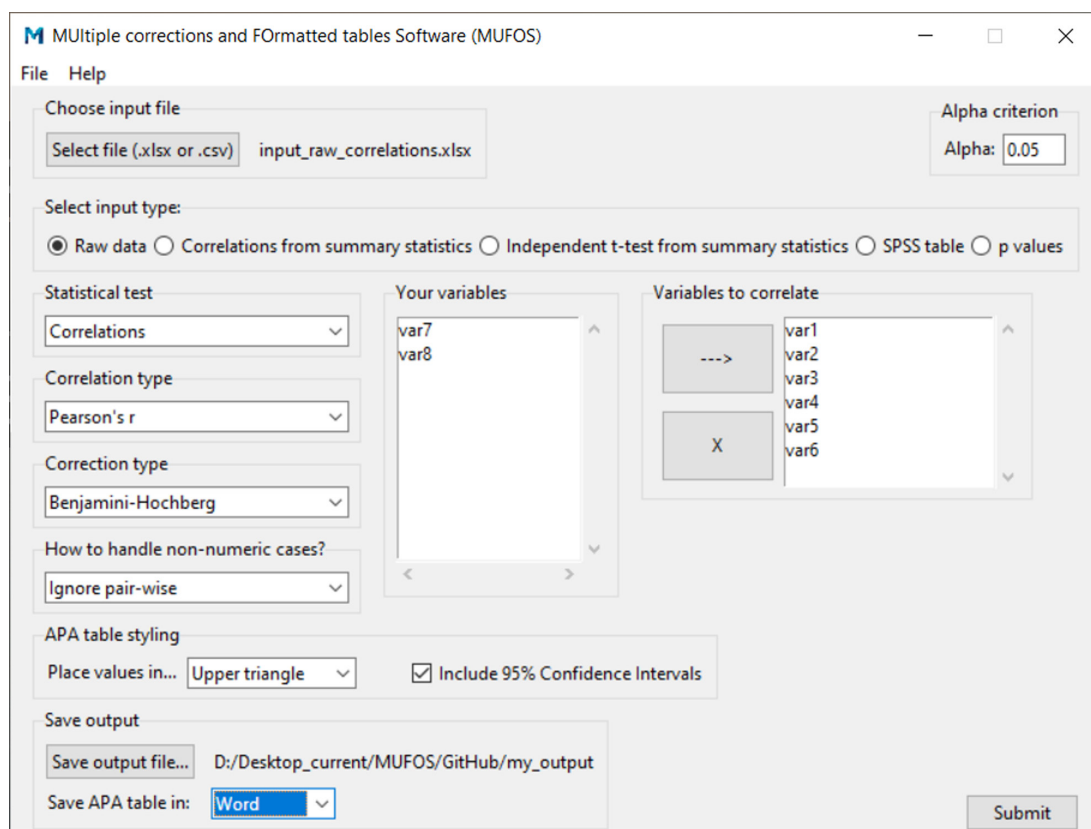 MUltiple corrections and FOrmatted tables Software (MUFOS)
File Help
Choose input file
Select file (.xlsx or .csv) input_raw_correlations.xlsx
Alpha criterion
Alpha: 0.05
Select input type:
Raw data Correlations from summary statistics Independent t-test from summary statistics SPSS table p values
Statistical test
Correlations
Correlation type
Pearson's r
Correction type
Benjamini-Hochberg
How to handle non-numeric cases?
Ignore pair-wise
Your variables
var7
var8
Variables to correlate
--->
X
var1
var2
var3
var4
var5
var6
APA table styling
Place values in... Upper triangle Include 95% Confidence Intervals
Save output
Save output file... D:/Desktop_current/MUFOS/GitHub/my_output
Save APA table in: Word
Submit